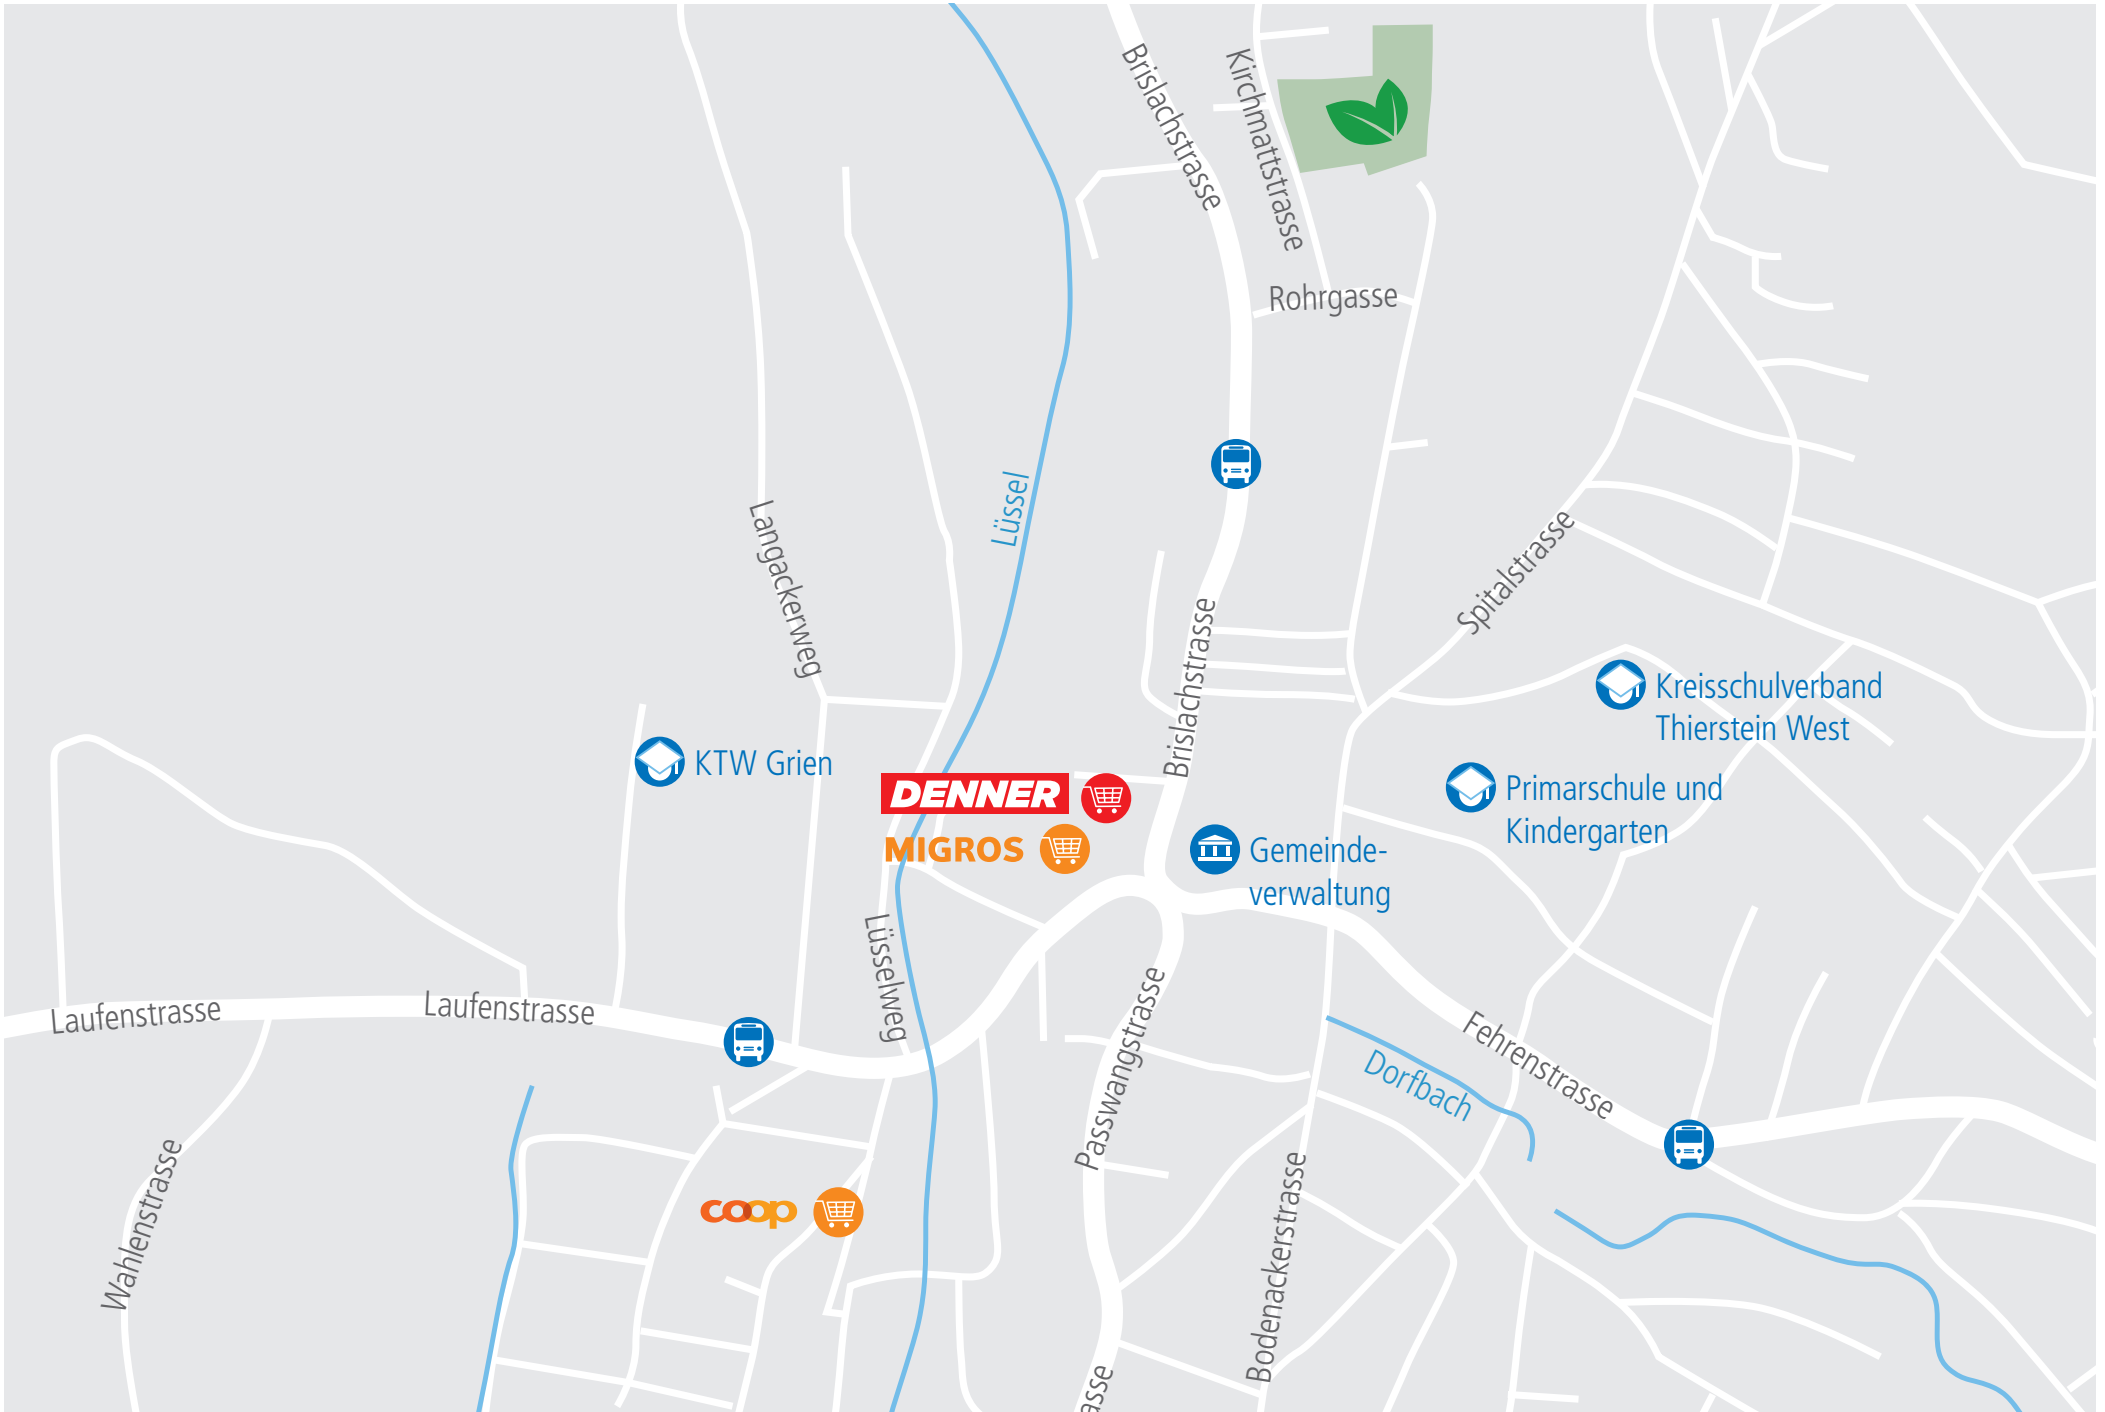 Brislachstrasse
Kirchmattstrasse
Rohrgasse
Lüssel
Langackerweg
Spitalstrasse
Brislachstrasse
Kreisschulverband
Thierstein West
KTW Grien
DENNER
Primarschule und
Kindergarten
MIGROS
Gemeinde-
verwaltung
Lüsselweg
Laufenstrasse
Laufenstrasse
Passwangstrasse
Fehrenstrasse
Dorfbach
Wahlenstrasse
coop
Bodenackerstrasse
asse